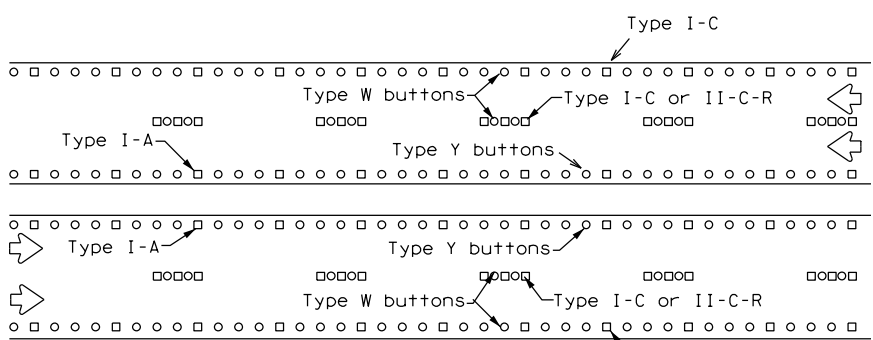 Type I-C
Type W buttons
Type I-C or II-C-R
Type I-A
Type Y buttons
Type I-A
Type Y buttons
Type W buttons
Type I-C or II-C-R